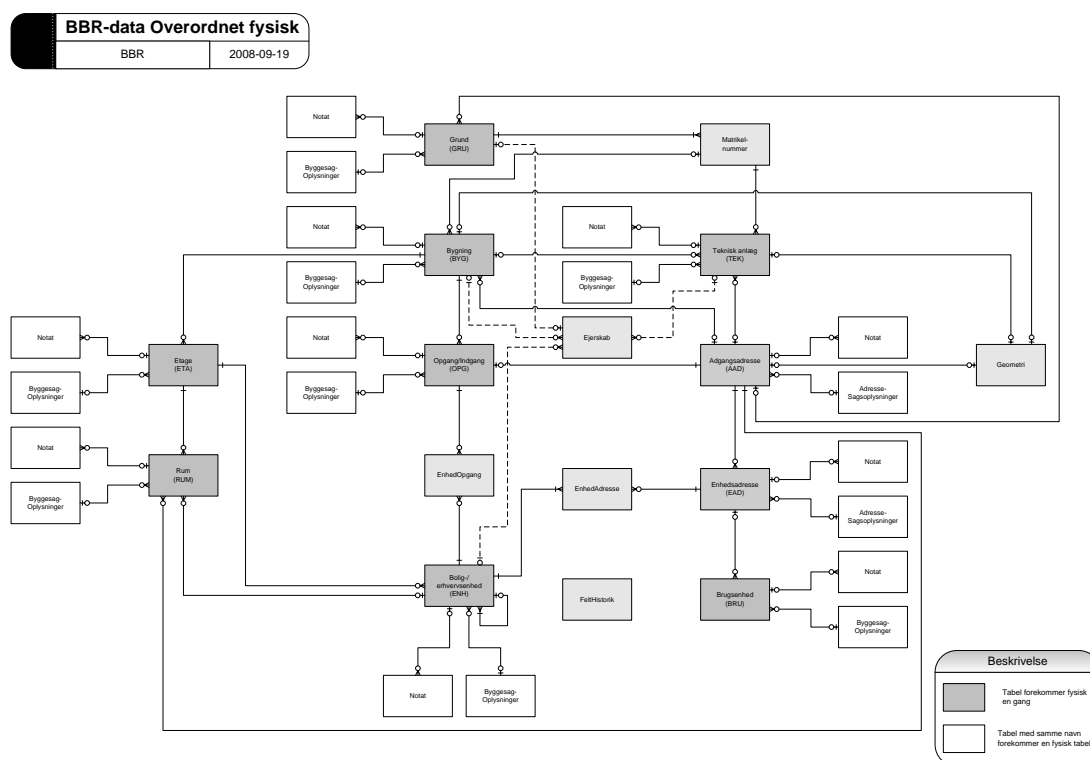 BBR-data Overordnet fysisk
BBR
2008-09-19
Notat
Grund
(GRU)
Matrikel-
nummer
Byggesag-
Oplysninger
Notat
Bygning
(BYG)
Notat
Teknisk anlæg
(TEK)
Byggesag-
Oplysninger
Byggesag-
Oplysninger
Notat
Etage
(ETA)
Byggesag-
Oplysninger
Notat
Opgang/Indgang
(OPG)
Byggesag-
Oplysninger
Ejerskab
Adgangsadresse
(AAD)
Notat
Adresse-
Sagsoplysninger
Geometri
Notat
Rum
(RUM)
Byggesag-
Oplysninger
EnhedOpgang
EnhedAdresse
Enhedsadresse
(EAD)
Notat
Adresse-
Sagsoplysninger
Bolig-/
erhvervsenhed
(ENH)
FeltHistorik
Brugsenhed
(BRU)
Notat
Byggesag-
Oplysninger
Notat
Byggesag-
Oplysninger
Beskrivelse
Tabel forekommer fysisk
en gang
Tabel med samme navn
forekommer en fysisk tabel